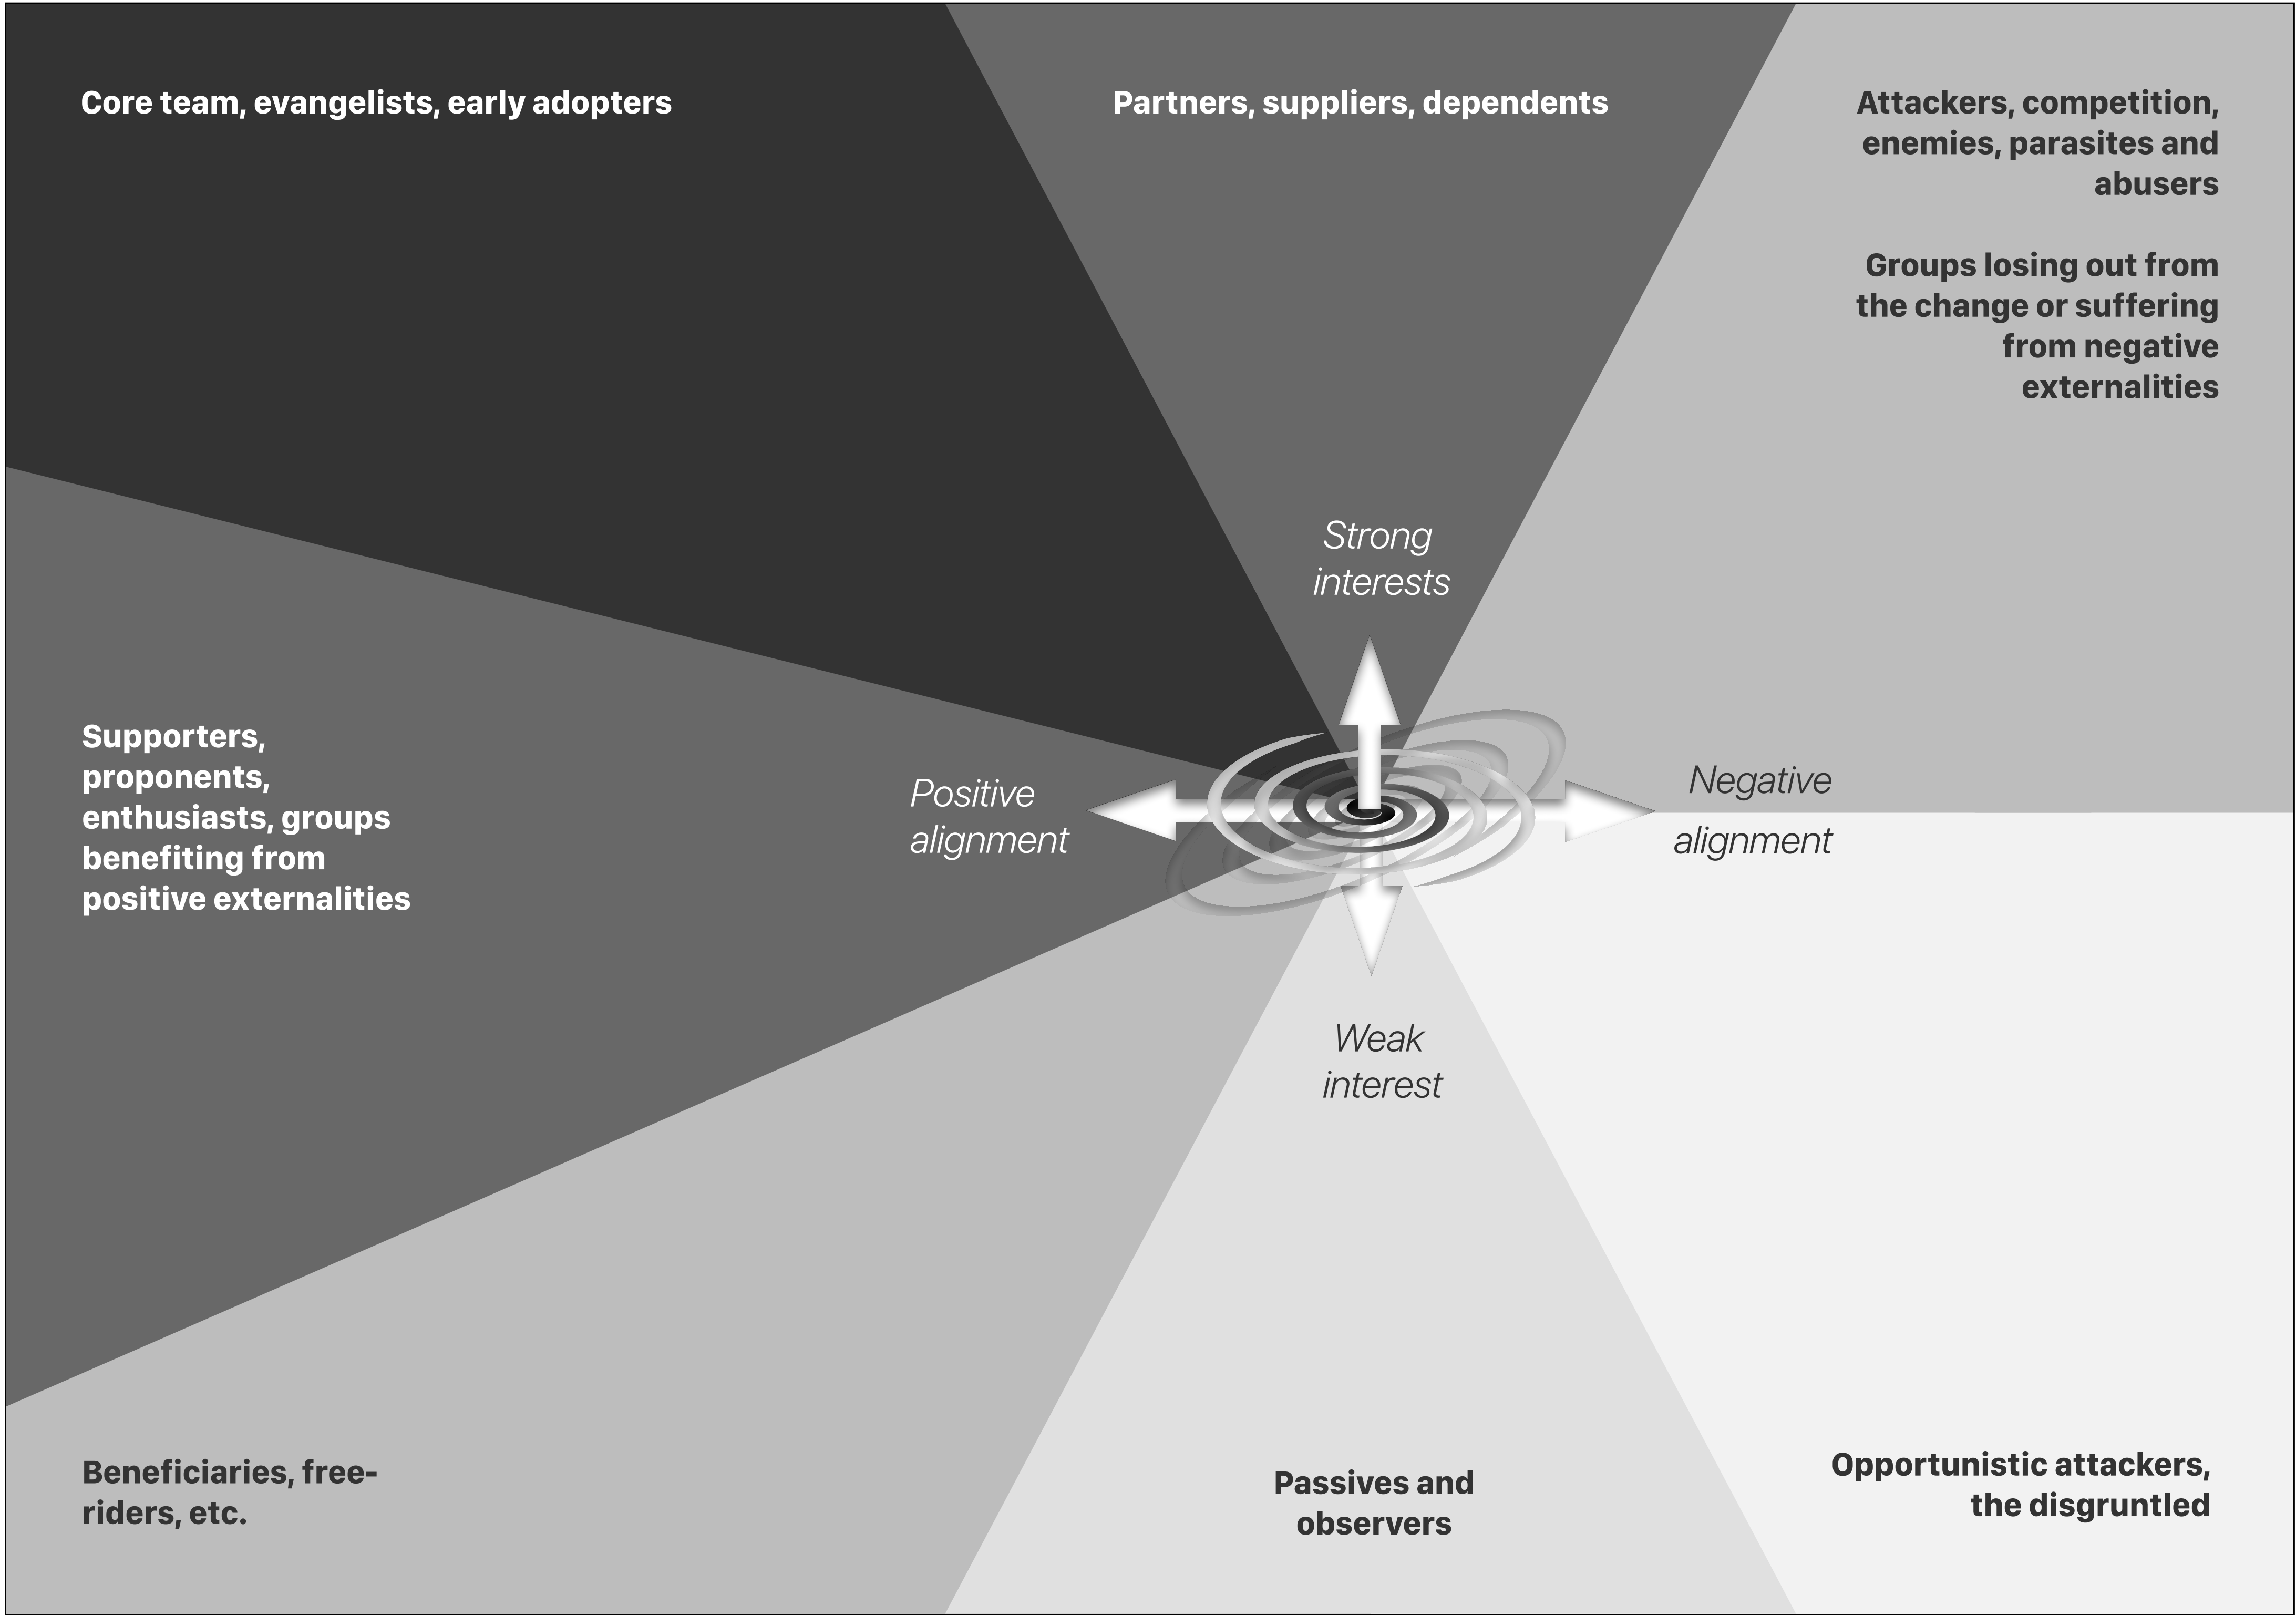 Core team, evangelists, early adopters
Partners, suppliers, dependents
Attackers, competition,
enemies, parasites and
abusers
Groups losing out from
the change or suffering
from negative
externalities
Strong
interests
Supporters,
proponents,
enthusiasts, groups
benefiting from
positive externalities
Positive
alignment
Negative
alignment
Weak
interest
Beneficiaries, free-
riders, etc.
Passives and
observers
Opportunistic attackers,
the disgruntled